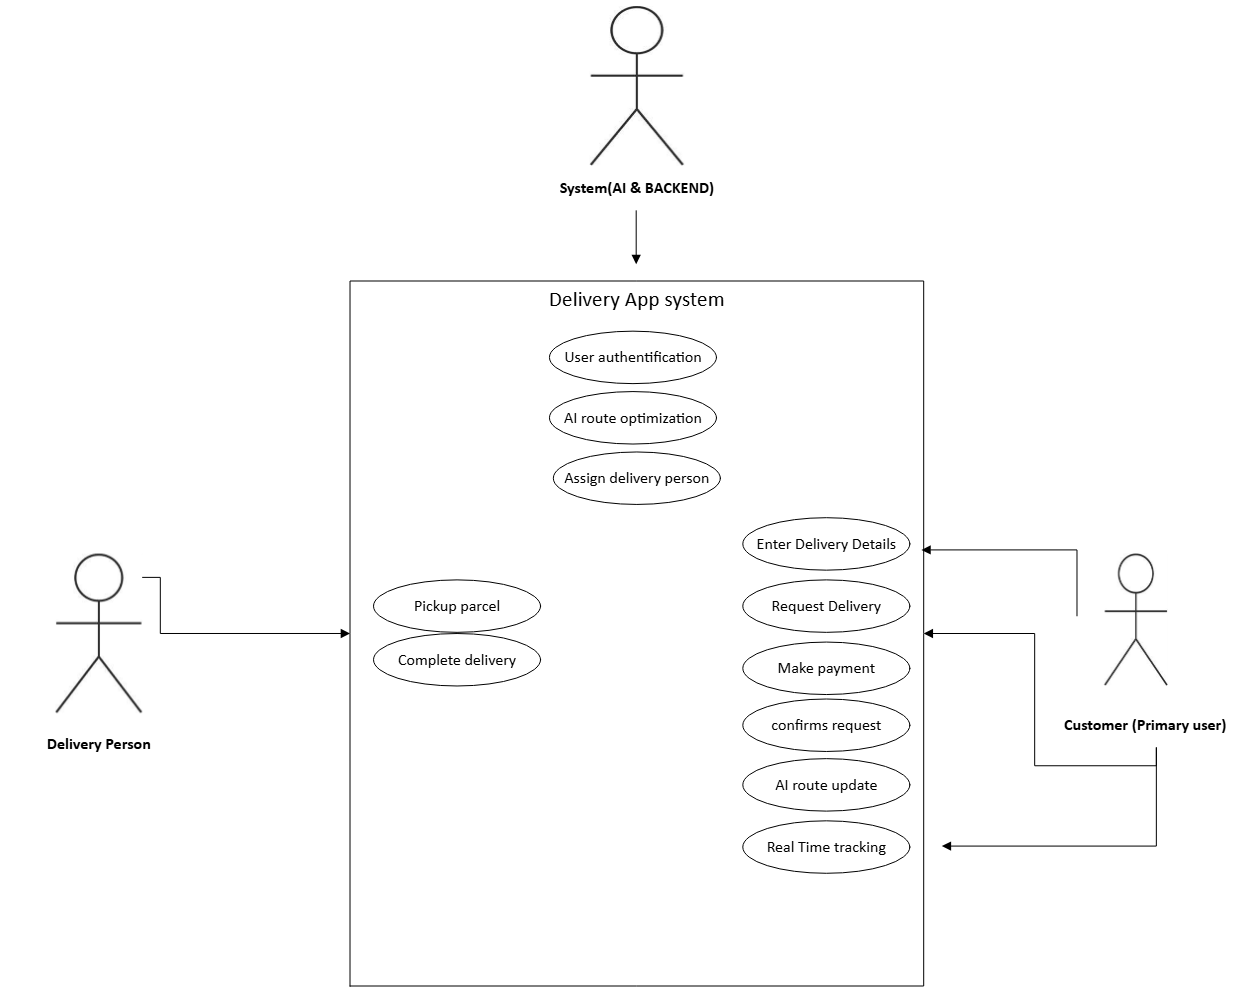 System(AI & BACKEND)
Delivery App system
User authentification
AI route optimization
Assign delivery person
Enter Delivery Details
Pickup parcel
Request Delivery
Complete delivery
Make payment
confirms request
Customer (Primary user)
Delivery Person
AI route update
Real Time tracking